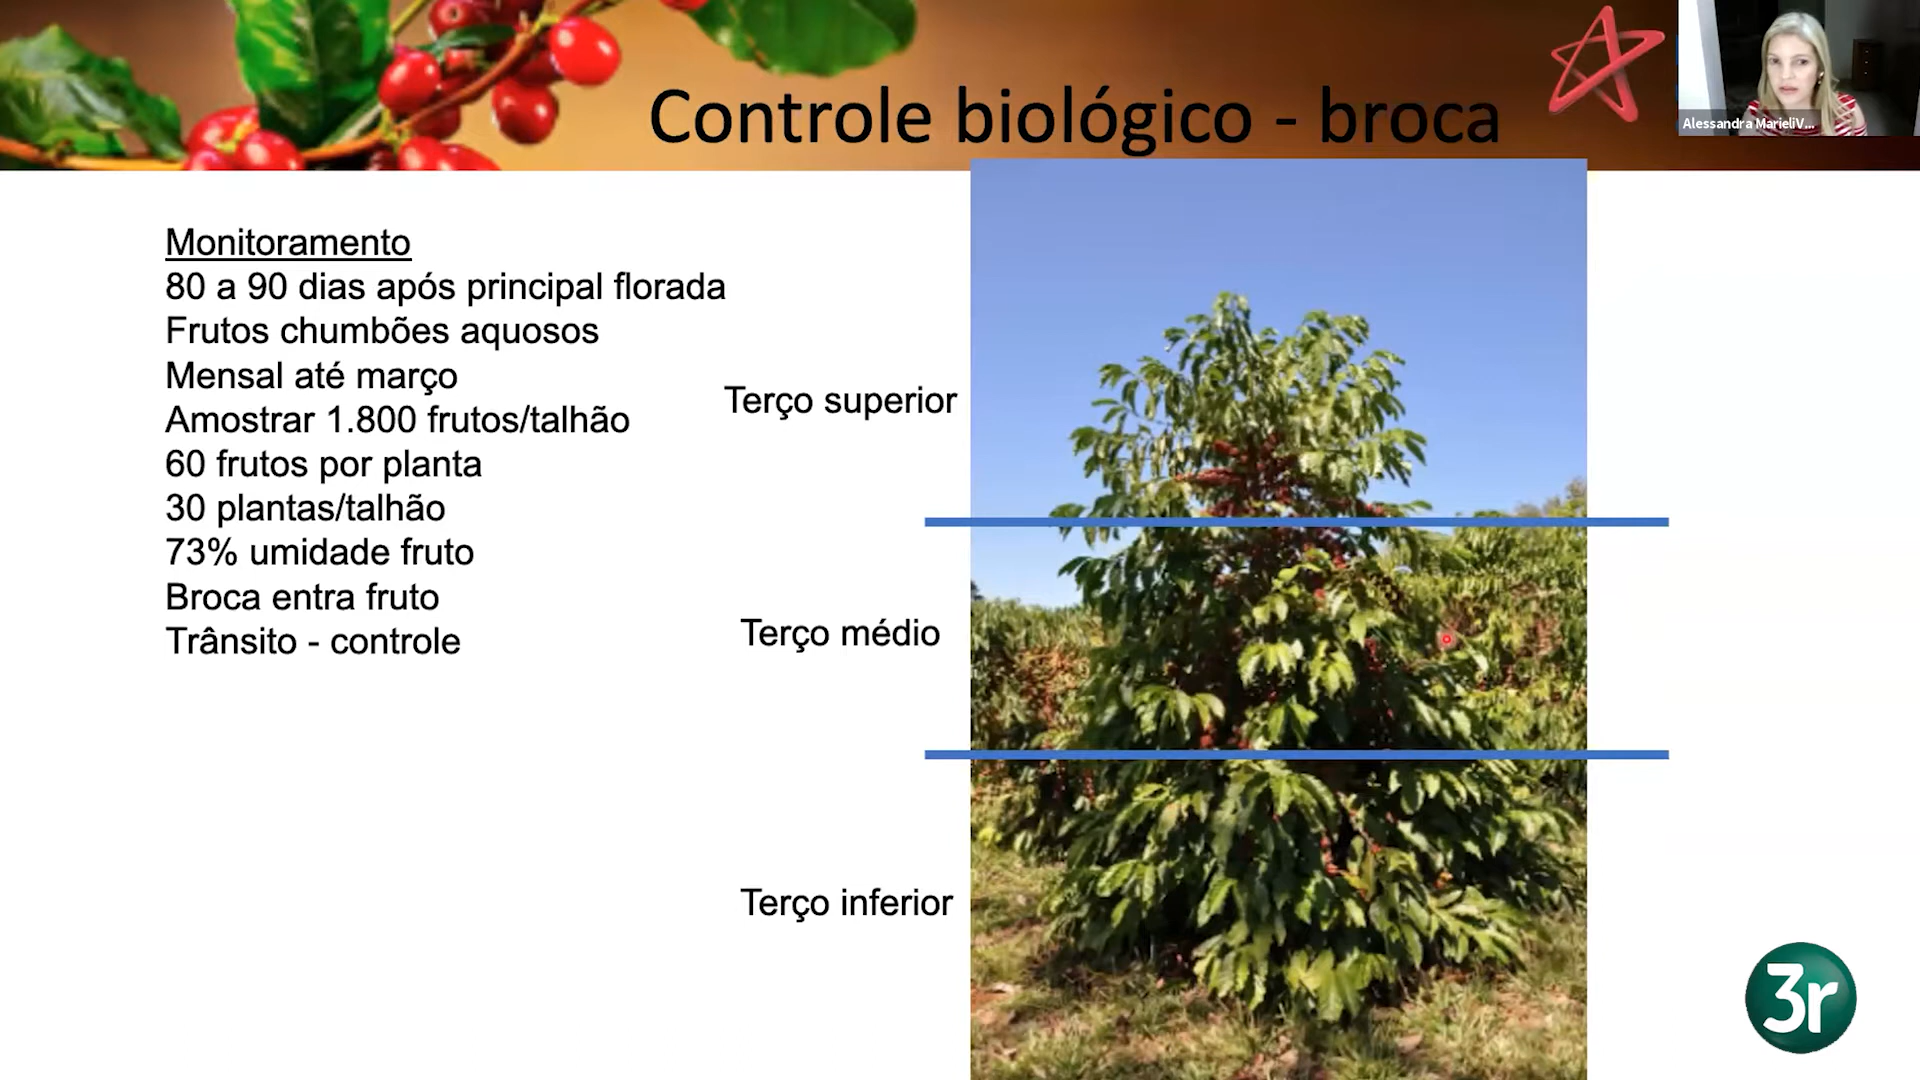 Controle biológico - broca
Alessandra MarieliV...
Monitoramento
80 a 90 dias após principal florada
Frutos chumbões aquosos
Mensal até março
Amostrar 1.800 frutos/talhão
60 frutos por planta
30 plantas/talhão
73% umidade fruto
Broca entra fruto
Trânsito - controle
Terço superior
Terço médio
Terço inferior
3r